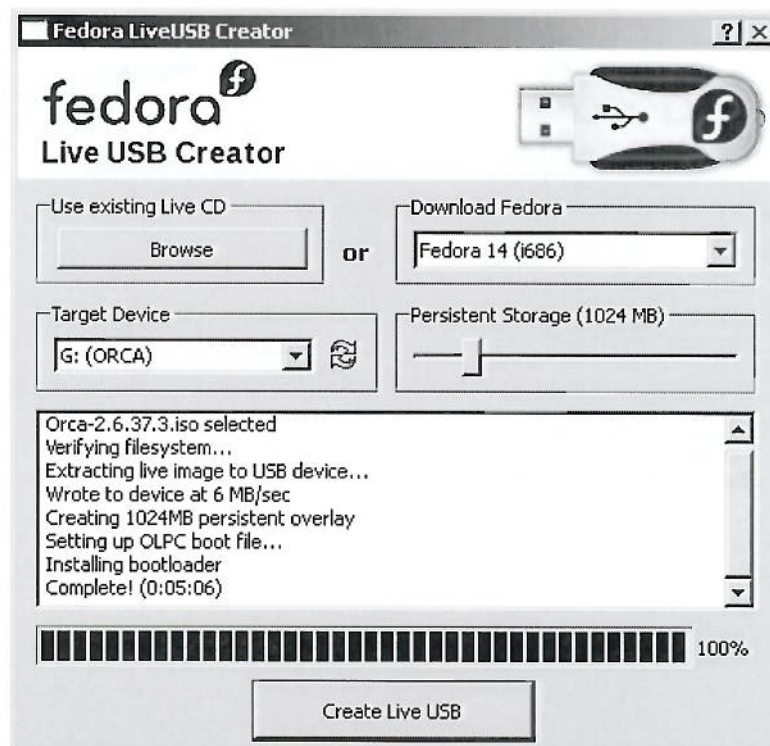 Fedora LiveUSB Creator
fedora
Live USB Creator
Use existing Live CD
Browse
or
Download Fedora
Fedora 14 (i686)
Target Device
G: (ORCA)
Persistent Storage (1024 MB)
Orca-2.6.37.3.iso selected
Verifying filesystem...
Extracting live image to USB device...
Wrote to device at 6 MB/sec
Creating 1024MB persistent overlay
Setting up OLPC boot file...
Installing bootloader
Complete! (0:05:06)
100%
Create Live USB